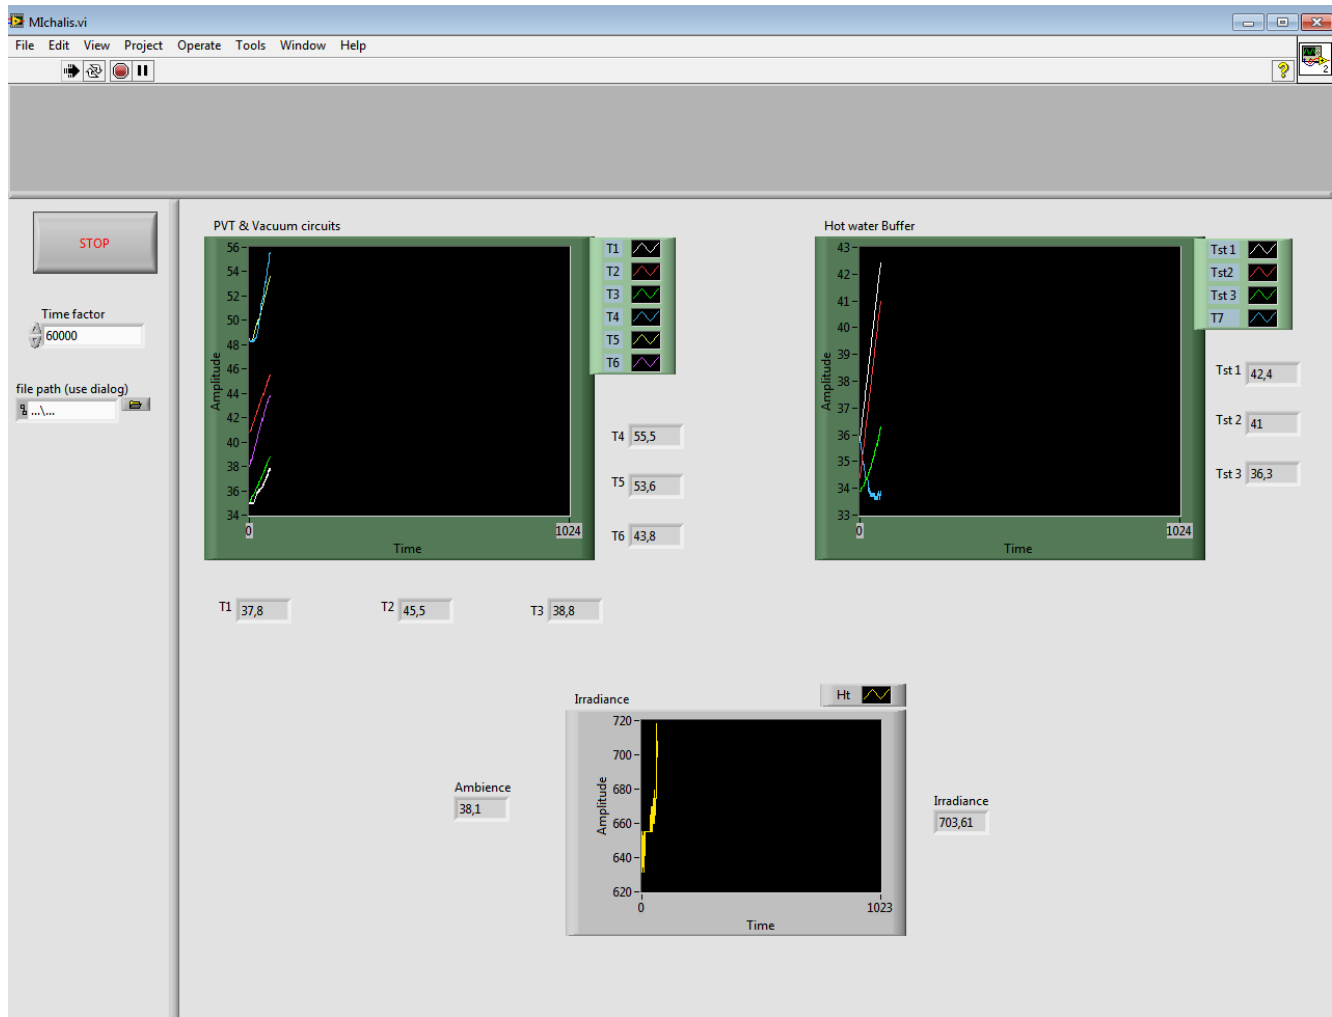 MIchalis.vi
File Edit View Project Operate Tools Window Help
2
STOP
Time factor
60000
file path (use dialog)
...\...
PVT & Vacuum circuits
56
54
52
50
48
46
44
42
40
38
36
34
Amplitude
0 1024
Time
T1
T2
T3
T4
T5
T6
T4 55,5
T5 53,6
T6 43,8
T1 37,8 T2 45,5 T3 38,8
Hot water Buffer
43
42
41
40
39
38
37
36
35
34
33
Amplitude
0 1024
Time
Tst 1
Tst2
Tst 3
T7
Tst 1 42,4
Tst 2 41
Tst 3 36,3
Irradiance
Ht
720
700
680
660
640
620
Amplitude
0 1023
Time
Ambience
38,1
Irradiance
703,61